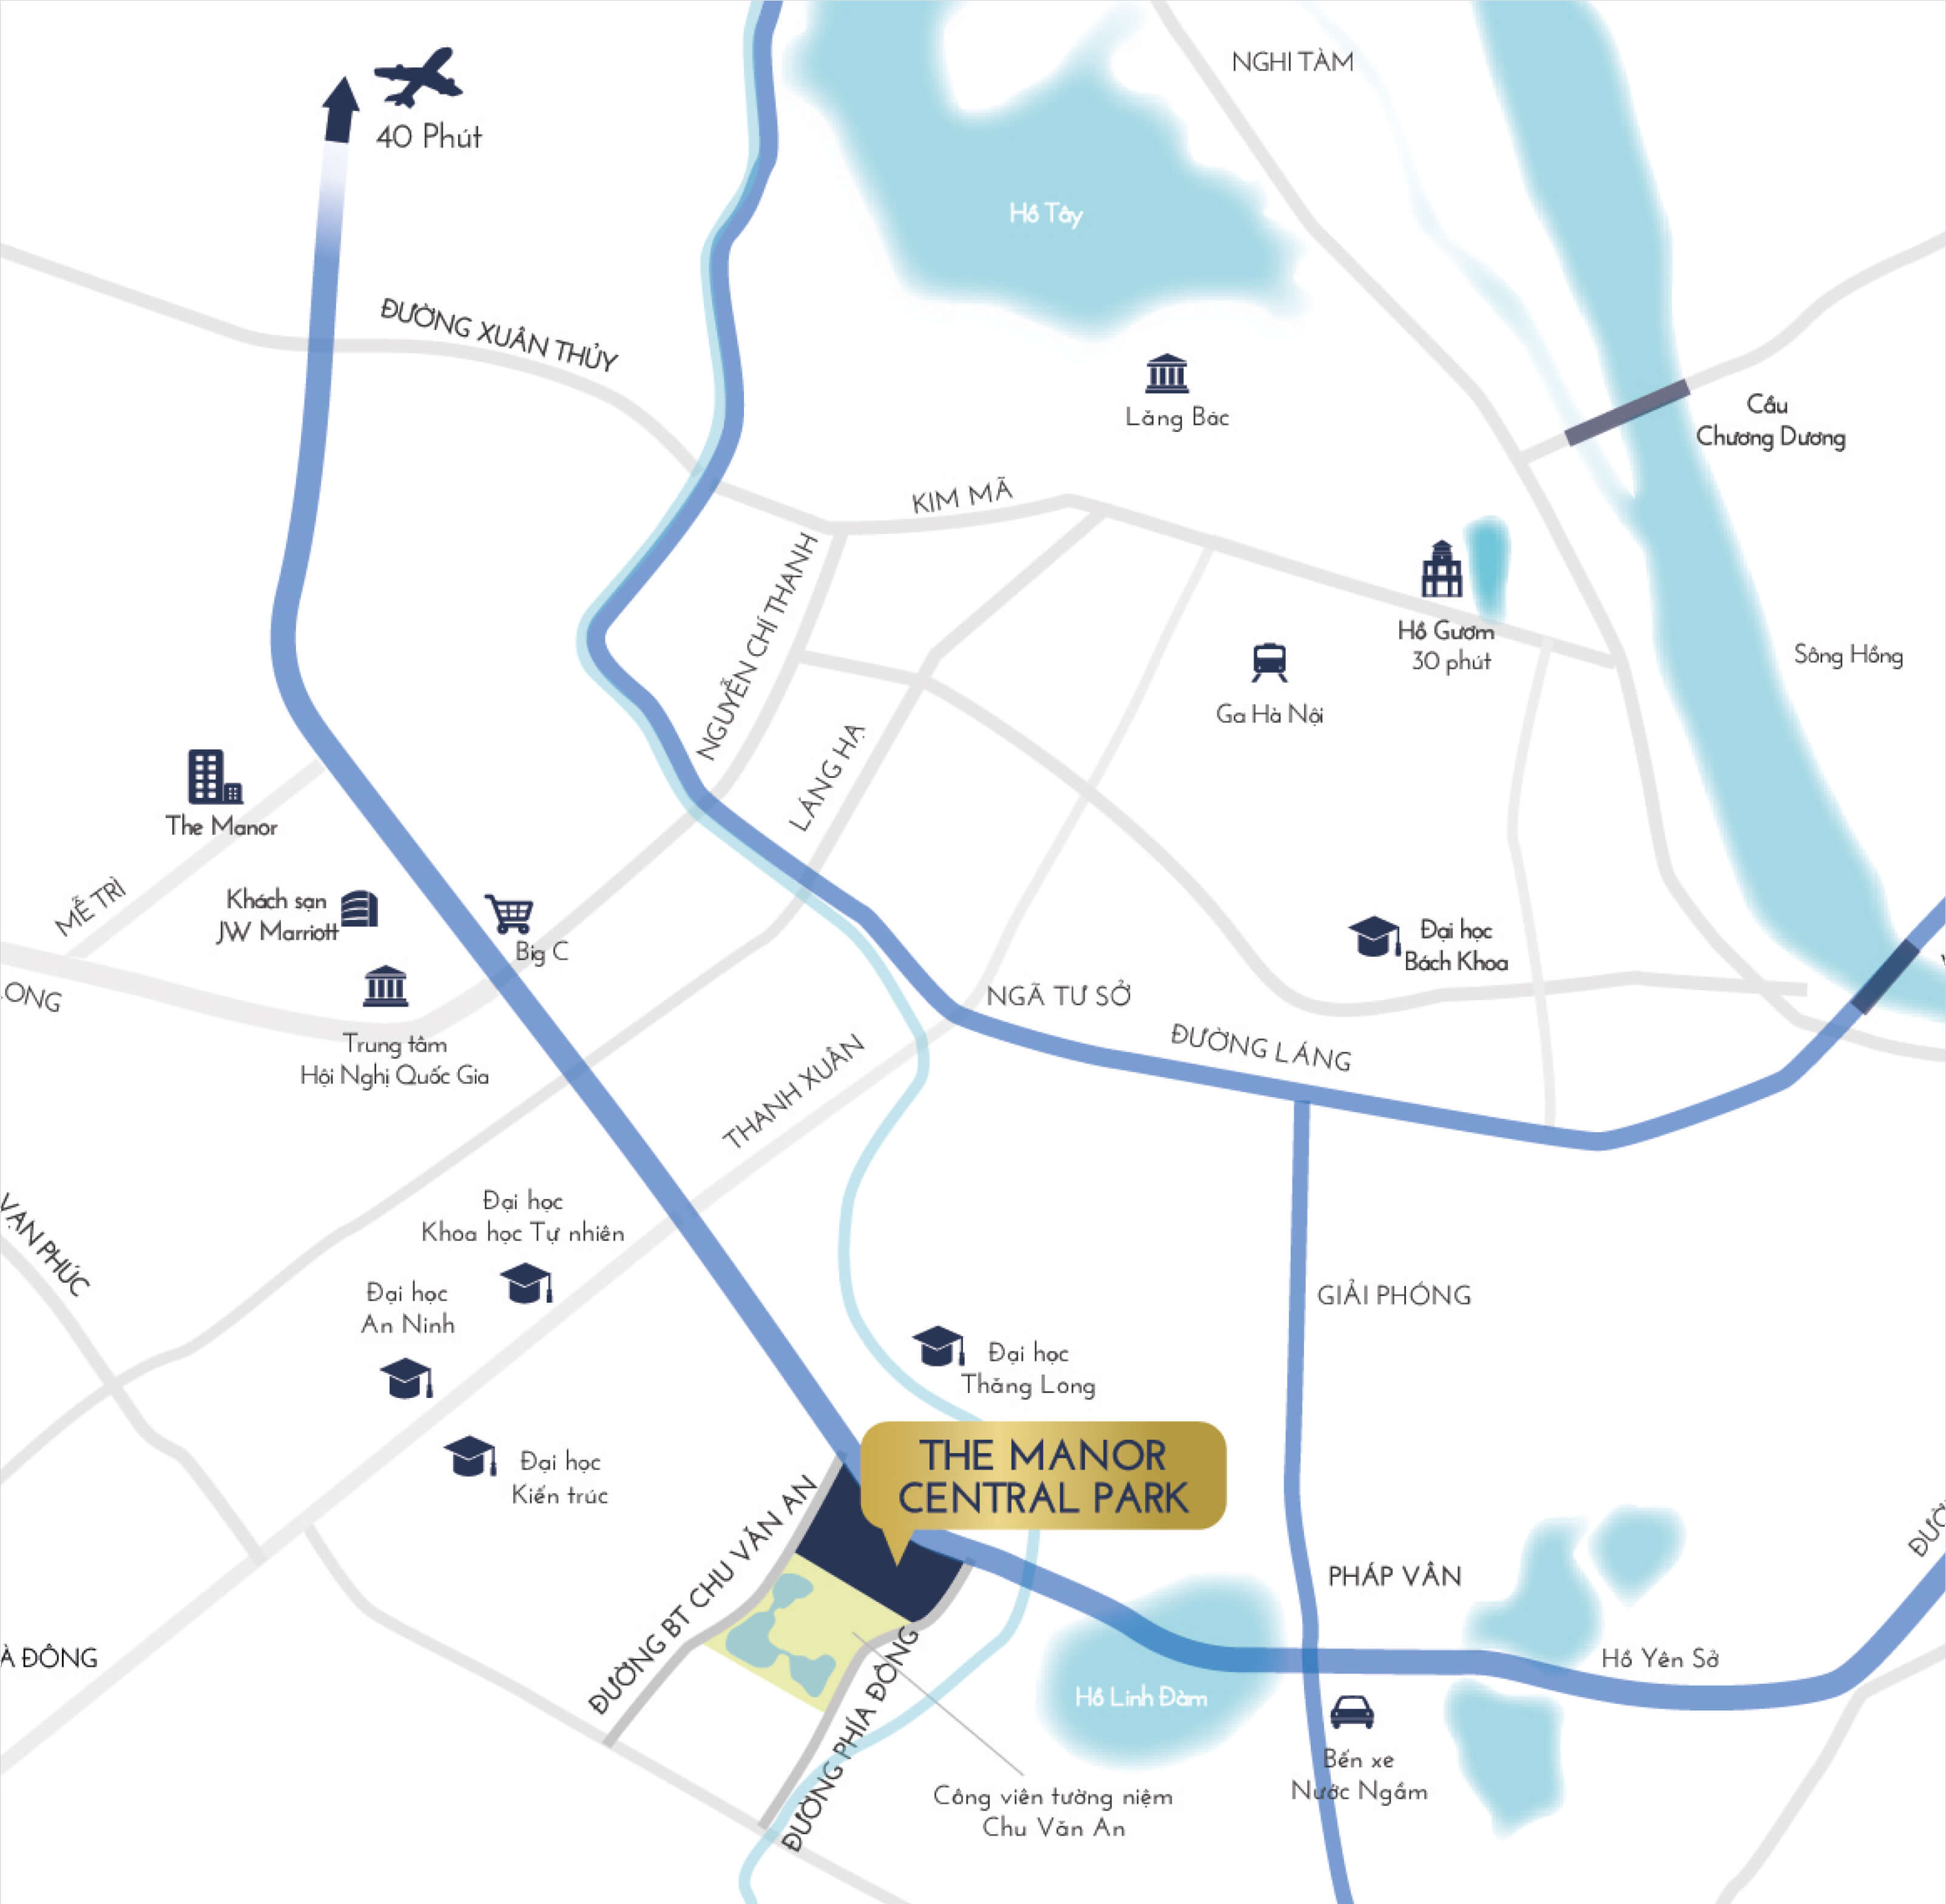 NGHI TÀM
40 Phút
Hồ Tây
ĐƯỜNG XUÂN THỦY
Lăng Bác
Cầu
Chương Dương
KIM MÃ
NGUYỄN CHÍ THANH
Hồ Gươm
30 phút
Sông Hồng
Ga Hà Nội
LÁNG HẠ
The Manor
MỄ TRÌ
Khách sạn
JW Marriott
Big C
Đại học
Bách Khoa
ONG
NGÃ TƯ SỞ
Trung tâm
Hội Nghị Quốc Gia
ĐƯỜNG LÁNG
THANH XUÂN
VẠN PHÚC
Đại học
Khoa học Tự nhiên
Đại học
An Ninh
GIẢI PHÓNG
Đại học
Thăng Long
THE MANOR
CENTRAL PARK
Đại học
Kiến trúc
ĐƯỜNG BT CHU VĂN AN
PHÁP VÂN
À ĐÔNG
Hồ Yên Sở
Hồ Linh Đàm
ĐƯỜNG PHÍA ĐÔNG
Bến xe
Nước Ngầm
Công viên tường niệm
Chu Văn An